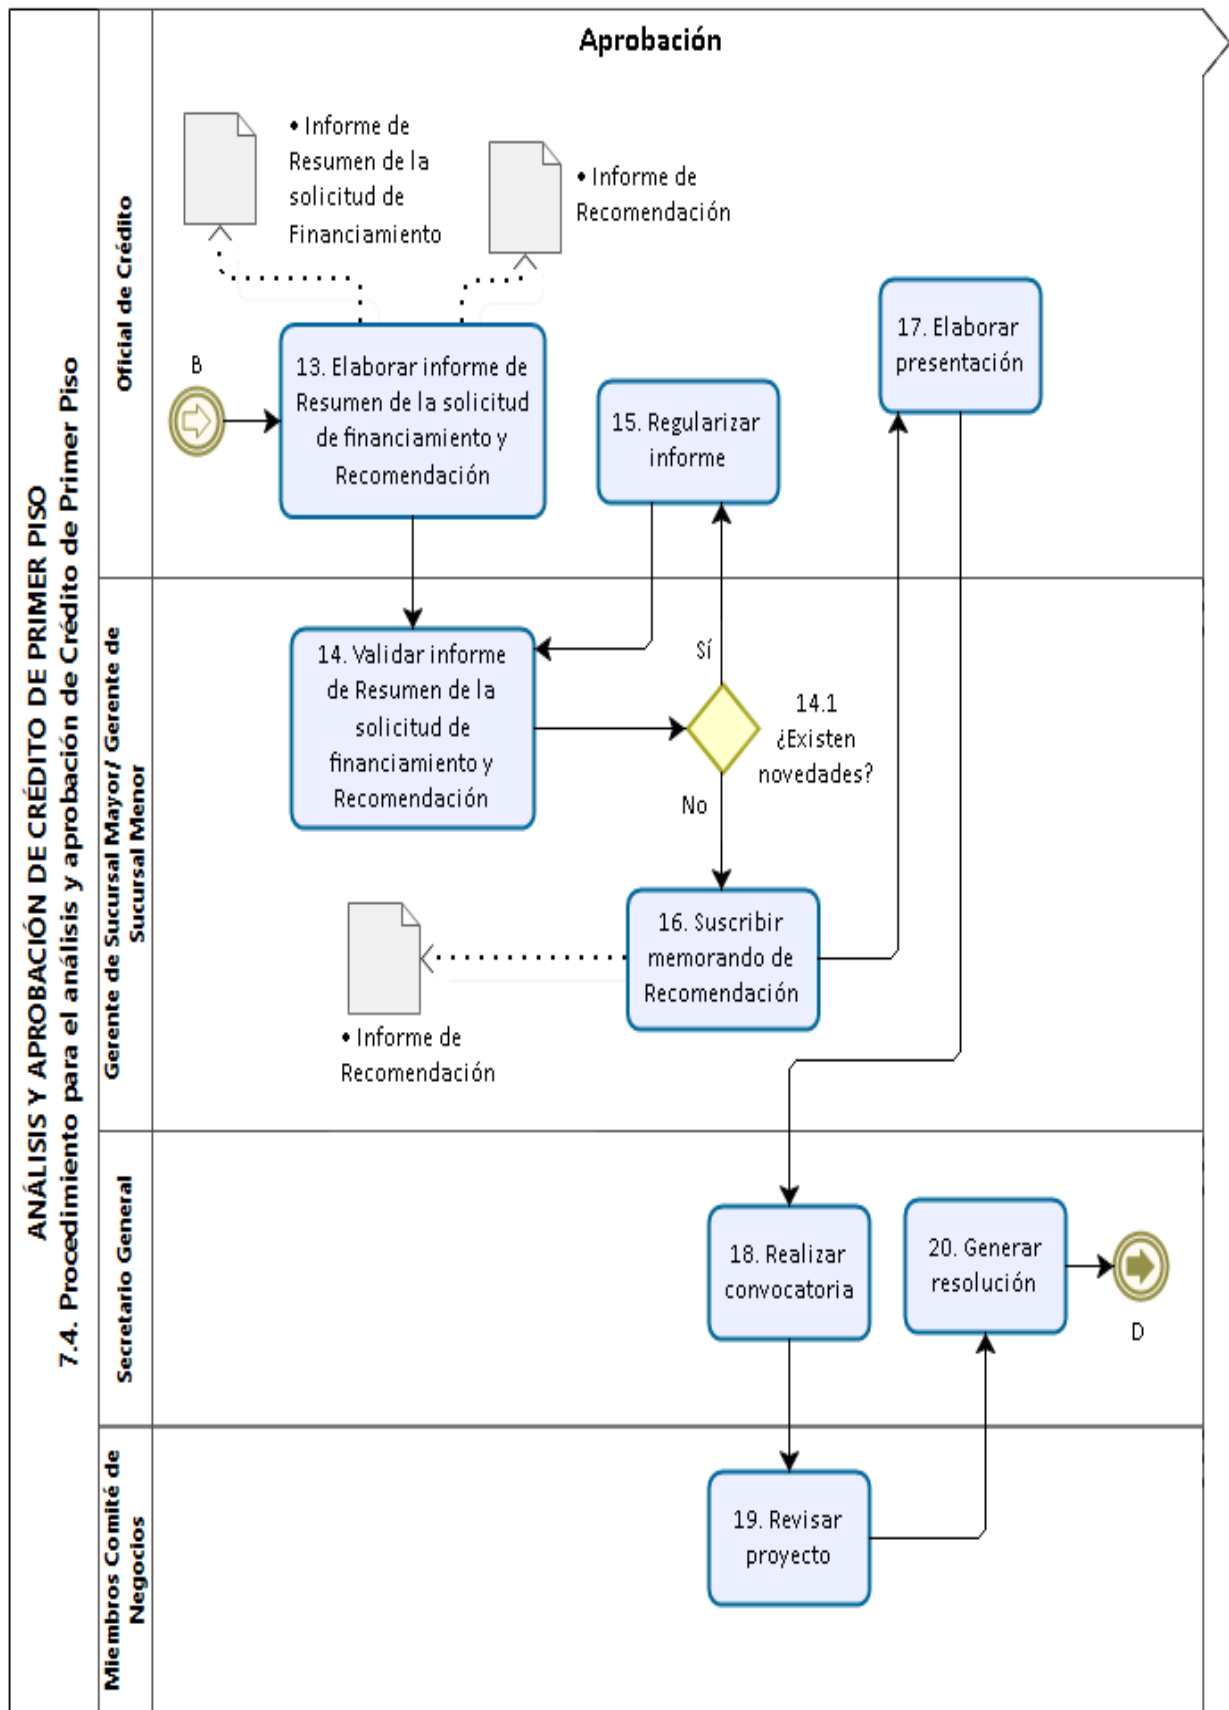 ANÁLISIS Y APROBACIÓN DE CRÉDITO DE PRIMER PISO
7.4. Procedimiento para el análisis y aprobación de Crédito de Primer Piso
Aprobación
Oficial de Crédito
• Informe de
Resumen de la
solicitud de
Financiamiento
• Informe de
Recomendación
B
13. Elaborar informe de
Resumen de la solicitud
de financiamiento y
Recomendación
15. Regularizar
informe
17. Elaborar
presentación
Gerente de Sucursal Mayor/ Gerente de
Sucursal Menor
14. Validar informe
de Resumen de la
solicitud de
financiamiento y
Recomendación
Sí
14.1
¿Existen
novedades?
No
16. Suscribir
memorando de
Recomendación
• Informe de
Recomendación
Secretario General
18. Realizar
convocatoria
20. Generar
resolución
D
Miembros Comité de
Negocios
19. Revisar
proyecto